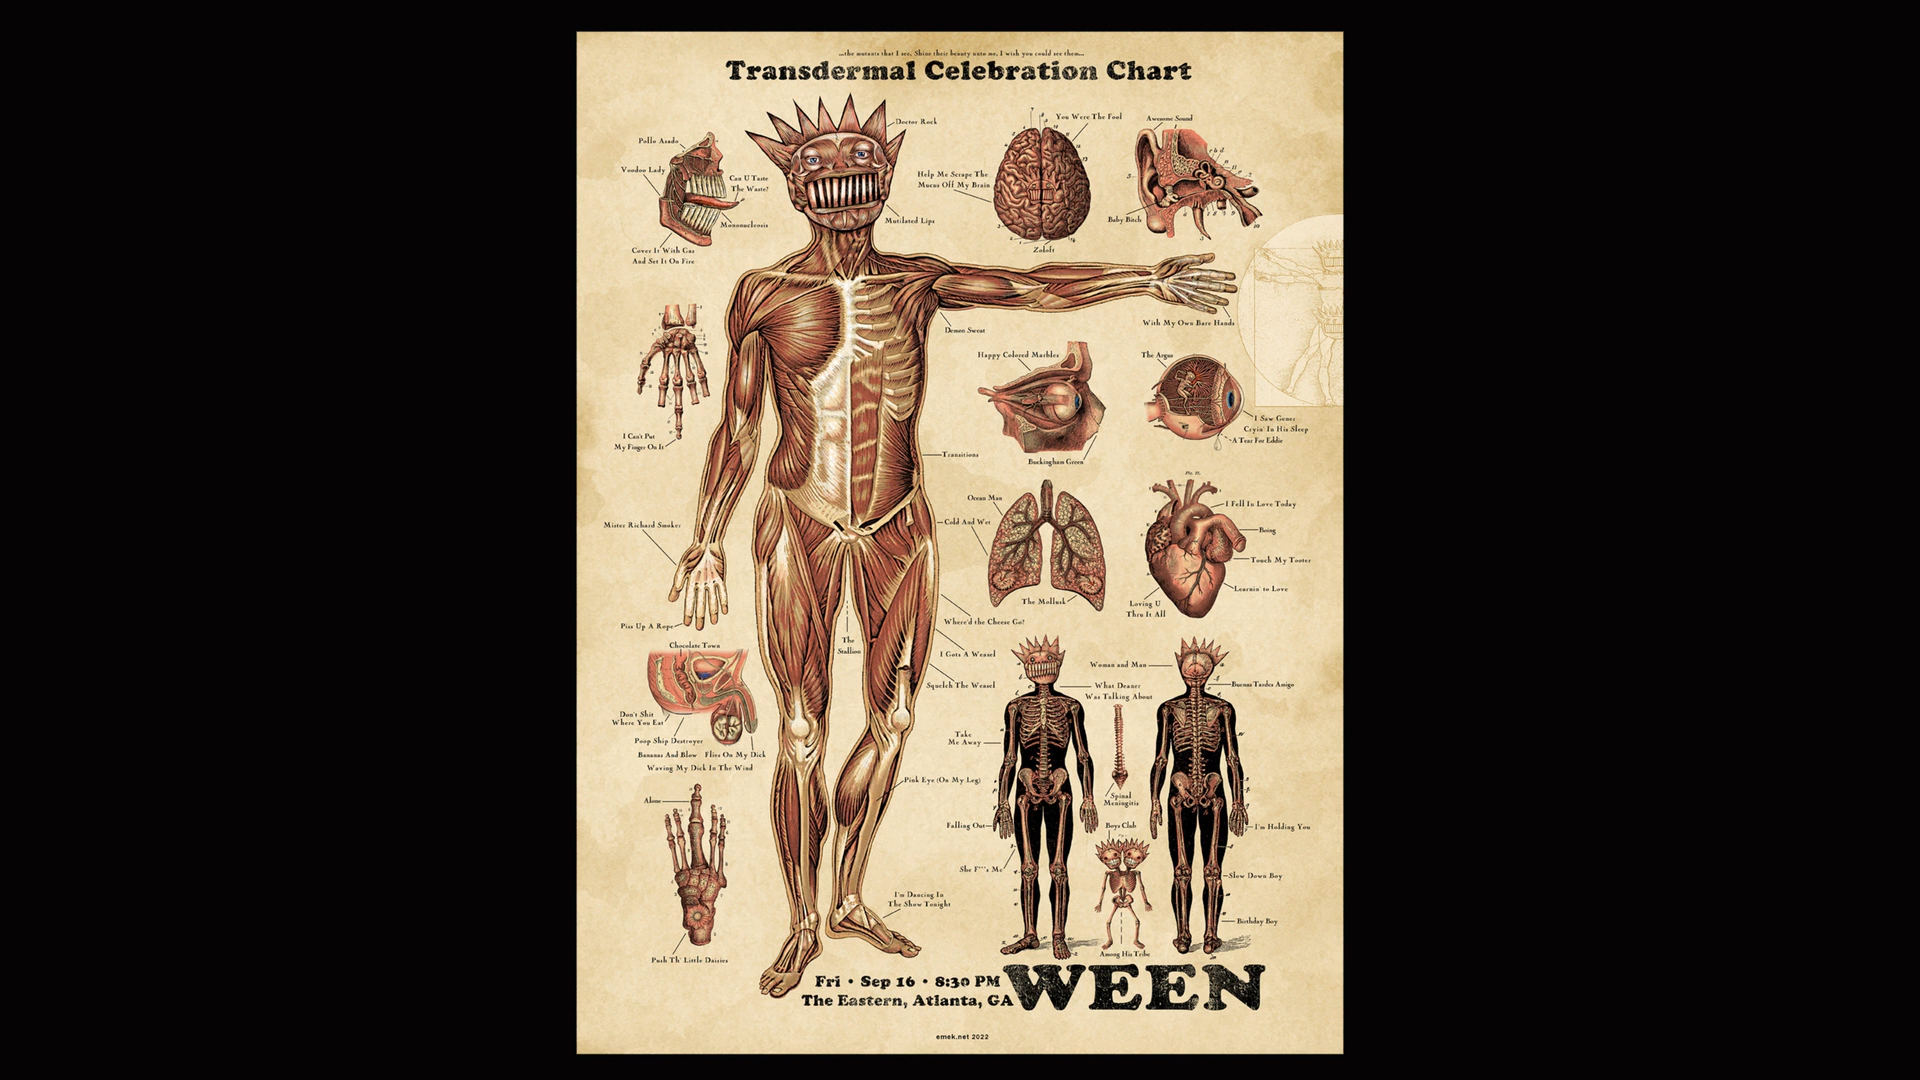 ...the mutants that I see, Shine their beauty unto me, I wish you could see them...
Transdermal Celebration Chart
Doctor Rock
You Were The Fool
Awesome Sound
Pollo Asado
Voodoo Lady
Can U Taste
The Waste?
Mononucleosis
Mutilated Lips
Cover It With Gas
And Set It On Fire
Help Me Scrape The
Mucus Off My Brain
Zoloft
Baby Bitch
Demon Sweat
With My Own Bare Hands
Happy Colored Marbles
The Argus
I Can't Put
My Finger On It
I Saw Gener
Cryin' In His Sleep
A Tear For Eddie
Buckingham Green
Transitions
Ocean Man
Cold And Wet
I Fell In Love Today
Being
Touch My Tooter
Learnin' to Love
Loving U
Thru It All
The Mollusk
Mister Richard Smoker
Piss Up A Rope
Where'd the Cheese Go?
The
Stallion
I Gots A Weasel
Squelch The Weasel
Chocolate Town
Don't Shit
Where You Eat
Poop Ship Destroyer
Bananas And Blow
Flies On My Dick
Waving My Dick In The Wind
Woman and Man
What Deaner
Was Talking About
Buenas Tardes Amigo
Take
Me Away
Pink Eye (On My Leg)
Spinal
Meningitis
Alone
Falling Out
Boys Club
I'm Holding You
She F**'s Me
Slow Down Boy
I'm Dancing In
The Show Tonight
Birthday Boy
Among His Tribe
Push Th' Little Daisies
Fri • Sep 16 • 8:30 PM
The Eastern, Atlanta, GA
WEEN
emek.net 2022